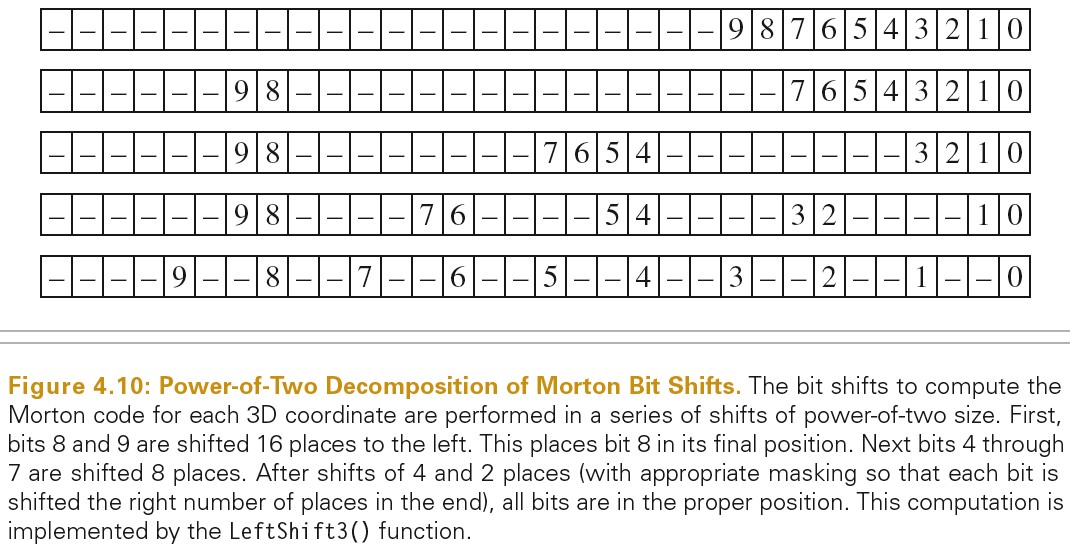 – – – – – – – – – – – – – – – – – – – – – – 9 8 7 6 5 4 3 2 1 0
– – – – – – 9 8 – – – – – – – – – – – – – – – – 7 6 5 4 3 2 1 0
– – – – – – 9 8 – – – – – – – – 7 6 5 4 – – – – – – – – 3 2 1 0
– – – – – – 9 8 – – – – 7 6 – – – – 5 4 – – – – 3 2 – – – – 1 0
– – – – 9 – – 8 – – 7 – – 6 – – 5 – – 4 – – 3 – – 2 – – 1 – – 0
Figure 4.10: Power-of-Two Decomposition of Morton Bit Shifts. The bit shifts to compute the
Morton code for each 3D coordinate are performed in a series of shifts of power-of-two size. First,
bits 8 and 9 are shifted 16 places to the left. This places bit 8 in its final position. Next bits 4 through
7 are shifted 8 places. After shifts of 4 and 2 places (with appropriate masking so that each bit is
shifted the right number of places in the end), all bits are in the proper position. This computation is
implemented by the LeftShift3() function.